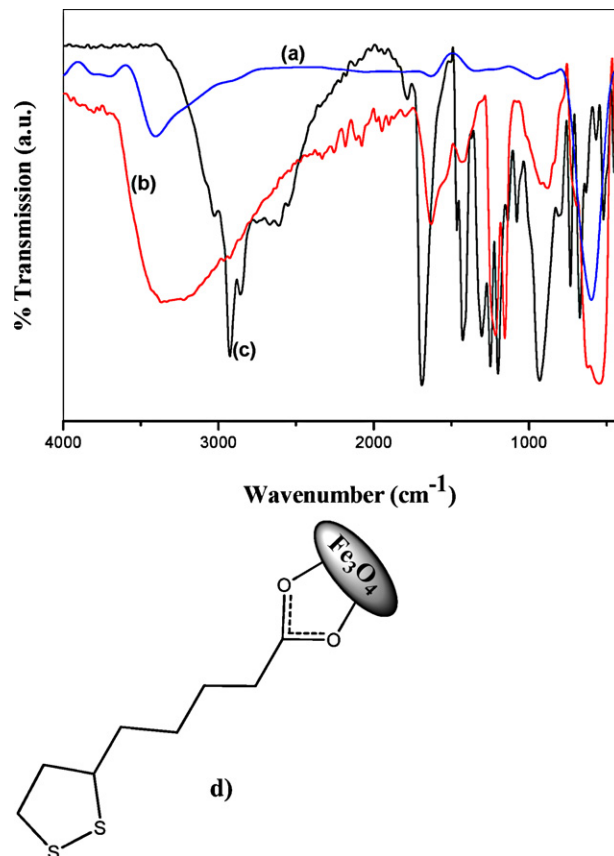 % Transmission (a.u.)
(a)
(b)
(c)
4000 3000 2000 1000
Wavenumber (cm-1)
Fe3O4
O
O
d)
S
S